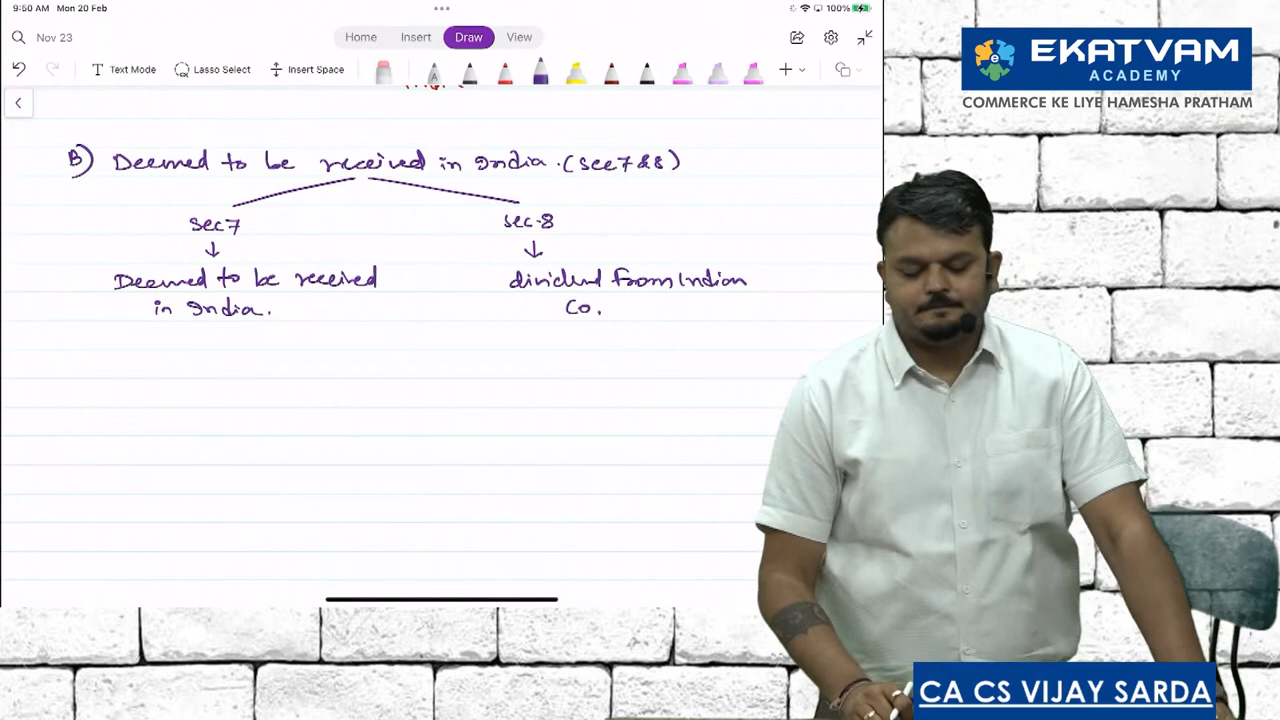 9:50 AM Mon 20 Feb
100%
Nov 23
Home Insert Draw View
Text Mode Lasso Select Insert Space
EKATVAM
ACADEMY
COMMERCE KE LIYE HAMESHA PRATHAM
B) Deemed to be received in India. (Sec 7 & 8)
Sec 7
Sec-8
Deemed to be received
in India.
dividend from Indian
Co.
CA CS VIJAY SARDA